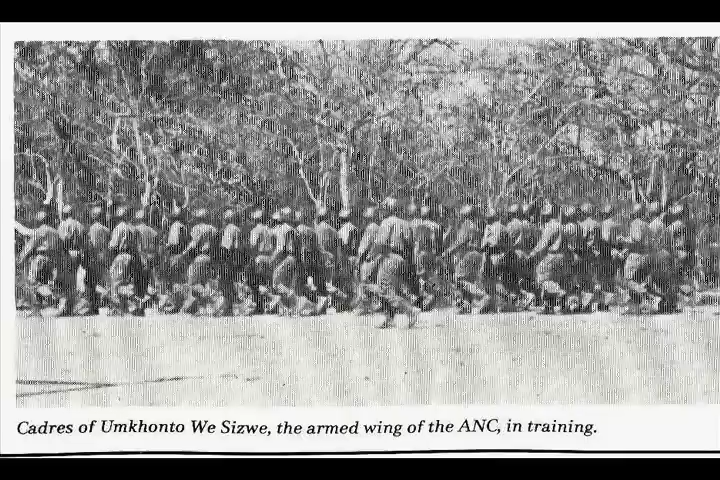 Cadres of Umkhonto We Sizwe, the armed wing of the ANC, in training.